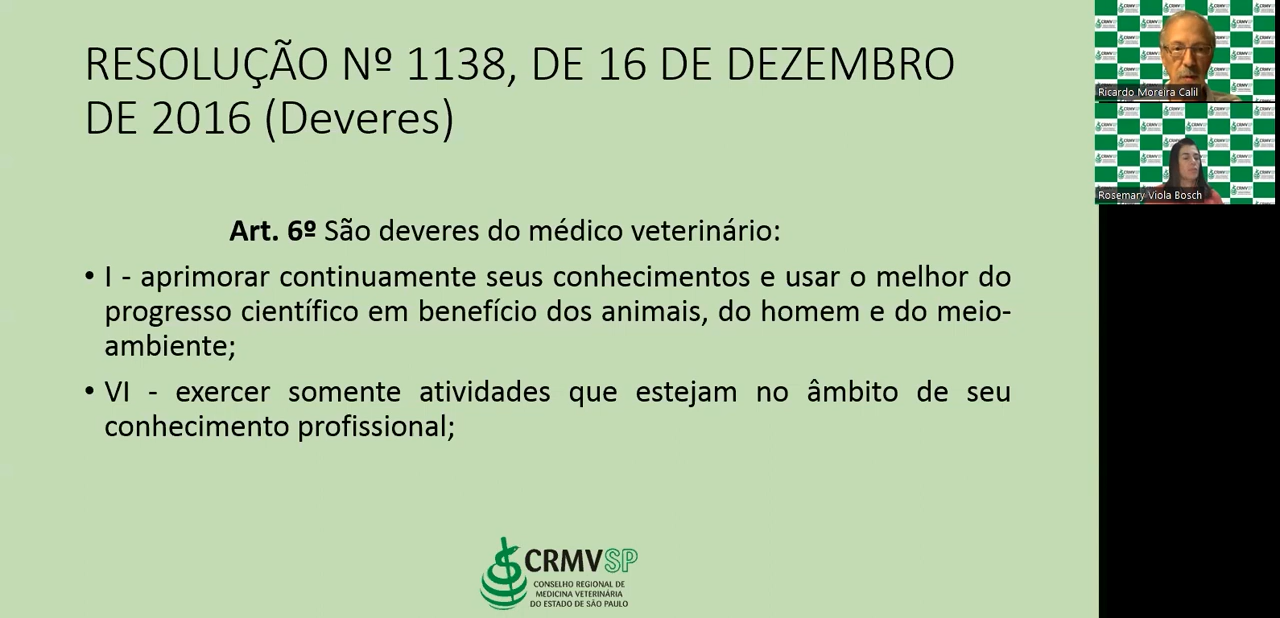 RESOLUÇÃO Nº 1138, DE 16 DE DEZEMBRO
DE 2016 (Deveres)
Art. 6º São deveres do médico veterinário:
• I - aprimorar continuamente seus conhecimentos e usar o melhor do
progresso científico em benefício dos animais, do homem e do meio-
ambiente;
• VI - exercer somente atividades que estejam no âmbito de seu
conhecimento profissional;
CRMVSP
CONSELHO REGIONAL DE
MEDICINA VETERINÁRIA
DO ESTADO DE SÃO PAULO
Ricardo Moreira Calil
Rosemary Viola Bosch